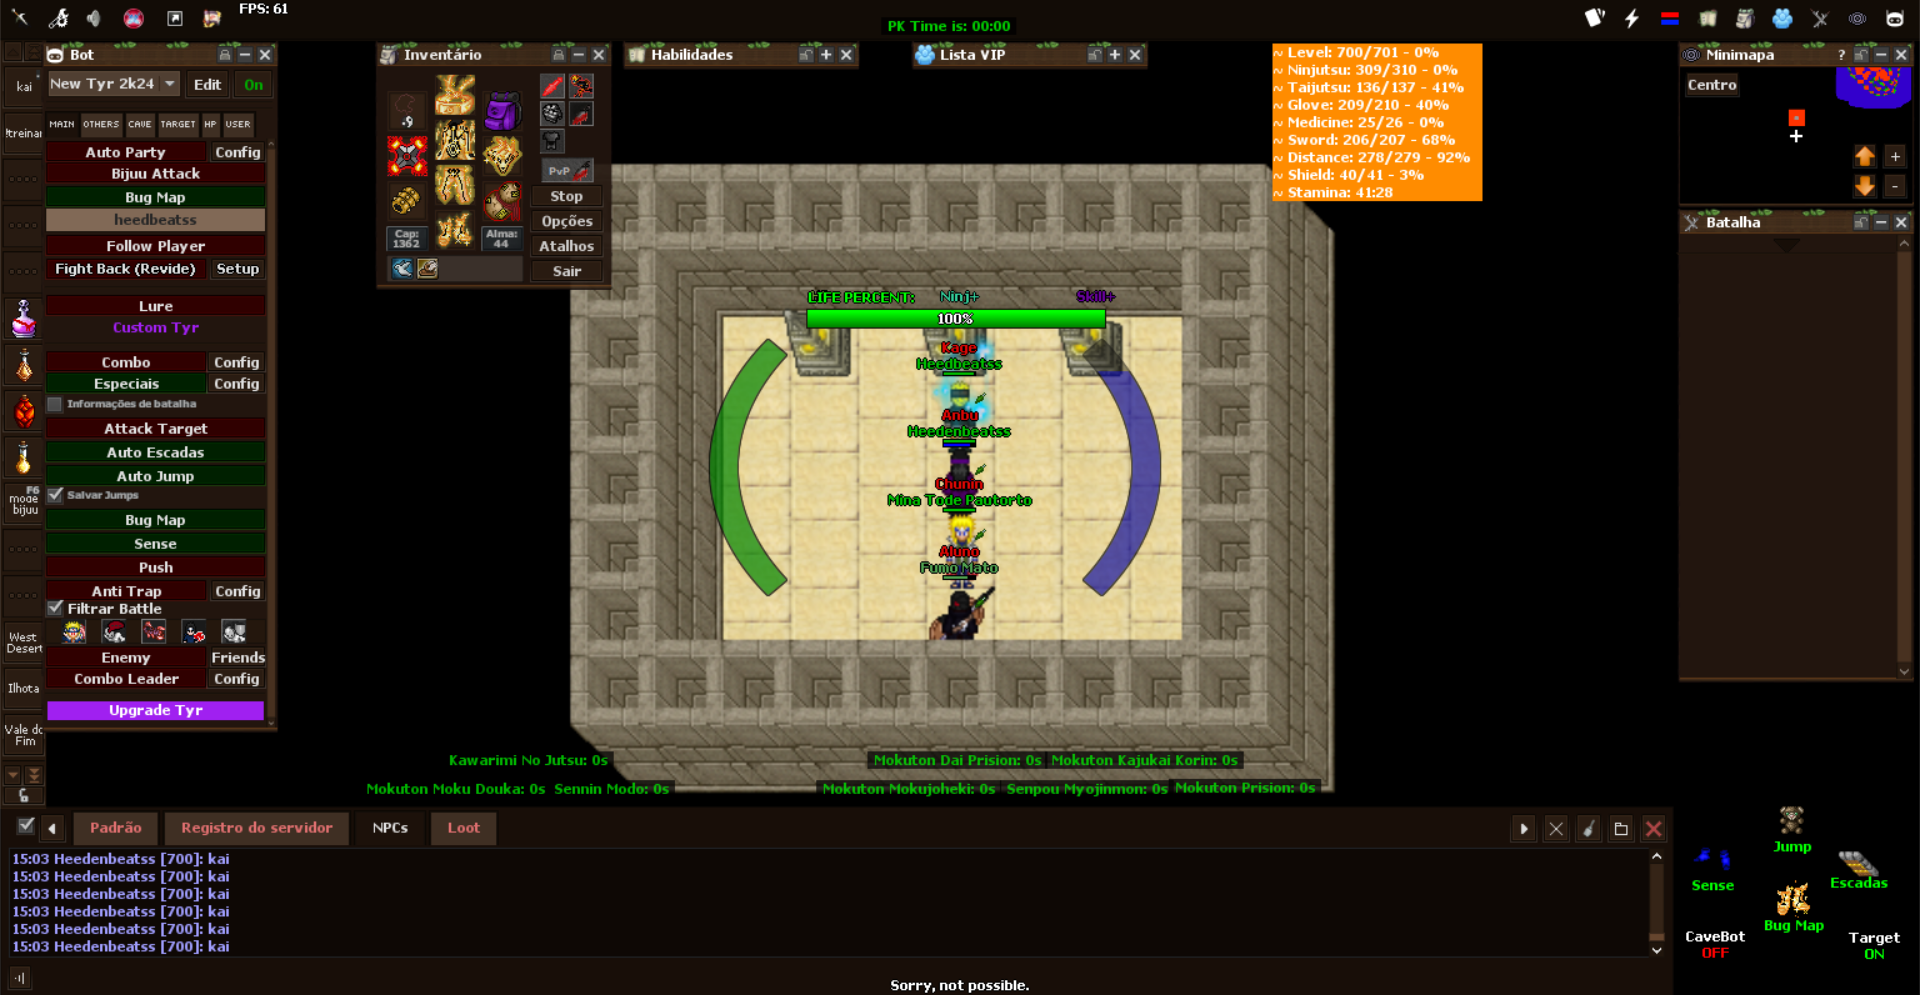 FPS: 61
PK Time is: 00:00
Bot
New Tyr 2k24
Edit
On
MAIN
OTHERS
CAVE
TARGET
HP
USER
Auto Party
Config
Bijuu Attack
Bug Map
heedbeatss
Follow Player
Fight Back (Revide)
Setup
Lure
Custom Tyr
Combo
Config
Especiais
Config
Informações de batalha
Attack Target
Auto Escadas
Auto Jump
Salvar Jumps
Bug Map
Sense
Push
Anti Trap
Config
Filtrar Battle
Enemy
Friends
Combo Leader
Config
Upgrade Tyr
kai
!treinar
F6
moqe
bijuu
West
Desert
Ilhota
Vale do
Fim
Inventário
.9
PvP
Stop
Opções
Atalhos
Sair
Cap:
1362
Alma:
44
Habilidades
Lista VIP
~ Level: 700/701 - 0%
~ Ninjutsu: 309/310 - 0%
~ Taijutsu: 136/137 - 41%
~ Glove: 209/210 - 40%
~ Medicine: 25/26 - 0%
~ Sword: 206/207 - 68%
~ Distance: 278/279 - 92%
~ Shield: 40/41 - 3%
~ Stamina: 41:28
Minimapa
?
Centro
+
-
Batalha
LIFE PERCENT:
Ninj+
Skill+
100%
Kage
Heedbeatss
Anbu
Heedenbeatss
Chunin
Mina Tode Pautorto
Aluno
Fumo Mato
Kawarimi No Jutsu: 0s
Mokuton Dai Prision: 0s
Mokuton Kajukai Korin: 0s
Mokuton Moku Douka: 0s
Sennin Modo: 0s
Mokuton Mokujoheki: 0s
Senpou Myojinmon: 0s
Mokuton Prision: 0s
Padrão
Registro do servidor
NPCs
Loot
15:03 Heedenbeatss [700]: kai
15:03 Heedenbeatss [700]: kai
15:03 Heedenbeatss [700]: kai
15:03 Heedenbeatss [700]: kai
15:03 Heedenbeatss [700]: kai
15:03 Heedenbeatss [700]: kai
Sorry, not possible.
Jump
Sense
Escadas
Bug Map
CaveBot
OFF
Target
ON